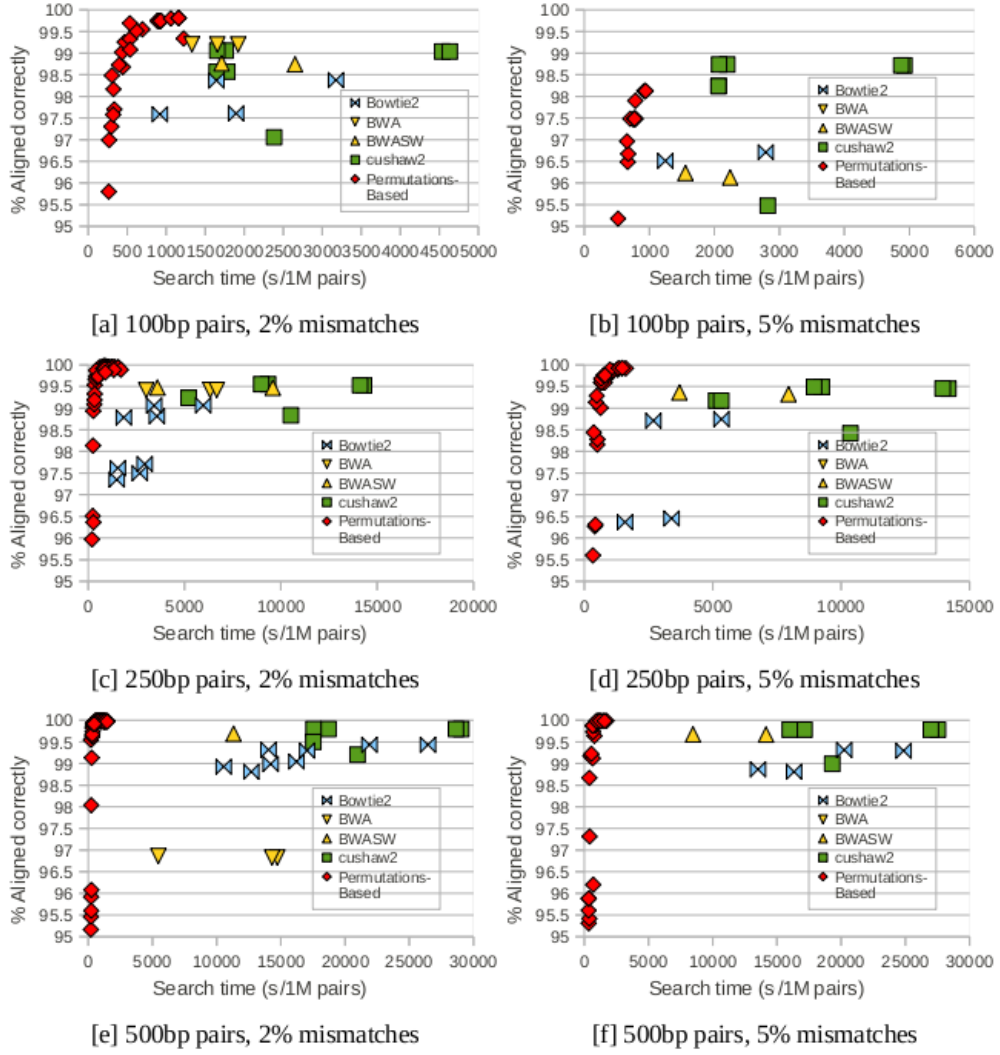 100
99.5
99
98.5
98
97.5
97
96.5
96
95.5
95
% Aligned correctly
Bowtie2
BWA
BWASW
cushaw2
Permutations-
Based
0 5000 10000 15000 20000 25000 30000 35000 40000 45000 50000
Search time (s/1M pairs)
[a] 100bp pairs, 2% mismatches
100
99.5
99
98.5
98
97.5
97
96.5
96
95.5
95
% Aligned correctly
Bowtie2
BWA
BWASW
cushaw2
Permutations-
Based
0 1000 2000 3000 4000 5000 6000
Search time (s/1M pairs)
[b] 100bp pairs, 5% mismatches
100
99.5
99
98.5
98
97.5
97
96.5
96
95.5
95
% Aligned correctly
Bowtie2
BWA
BWASW
cushaw2
Permutations-
Based
0 5000 10000 15000 20000
Search time (s/1M pairs)
[c] 250bp pairs, 2% mismatches
100
99.5
99
98.5
98
97.5
97
96.5
96
95.5
95
% Aligned correctly
Bowtie2
BWA
BWASW
cushaw2
Permutations-
Based
0 5000 10000 15000
Search time (s/1M pairs)
[d] 250bp pairs, 5% mismatches
100
99.5
99
98.5
98
97.5
97
96.5
96
95.5
95
% Aligned correctly
Bowtie2
BWA
BWASW
cushaw2
Permutations-
Based
0 5000 10000 15000 20000 25000 30000
Search time (s/1M pairs)
[e] 500bp pairs, 2% mismatches
100
99.5
99
98.5
98
97.5
97
96.5
96
95.5
95
% Aligned correctly
Bowtie2
BWA
BWASW
cushaw2
Permutations-
Based
0 5000 10000 15000 20000 25000 30000
Search time (s/1M pairs)
[f] 500bp pairs, 5% mismatches